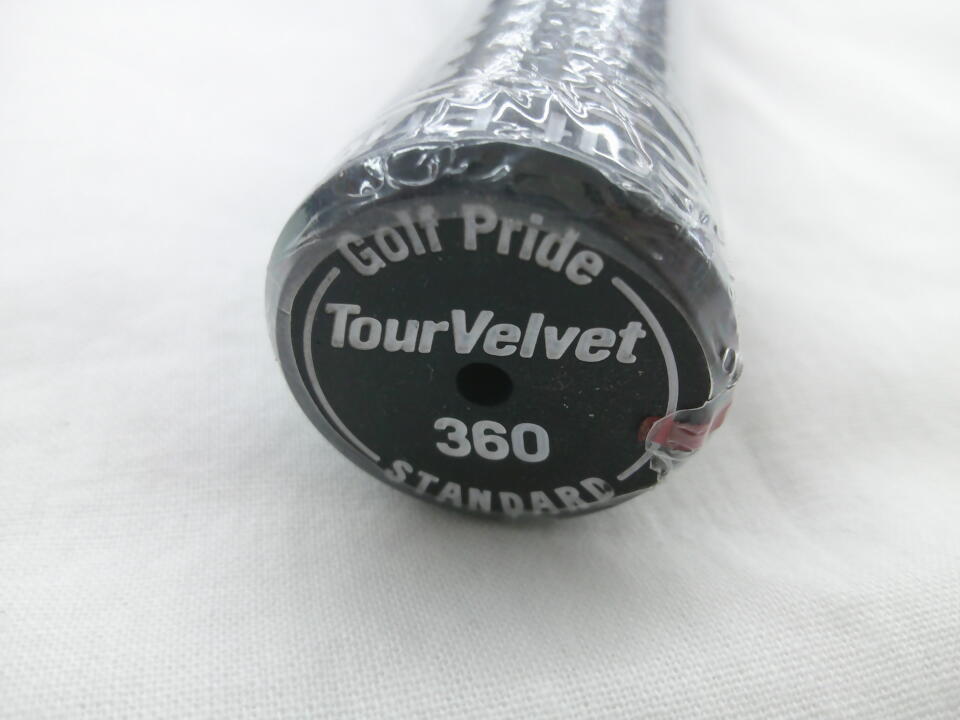 Golf Pride
TourVelvet
360
STANDARD